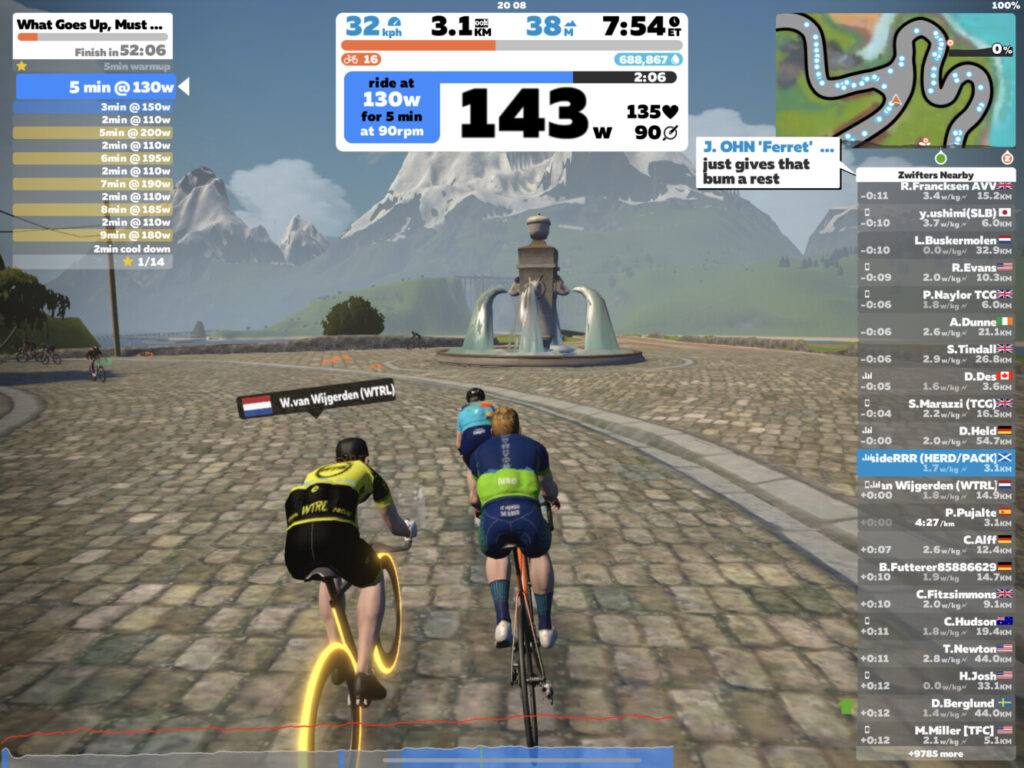 20 08
100%
What Goes Up, Must ...
Finish in 52:06
5min warmup
5 min @ 130w
3min @ 150w
2min @ 110w
5min @ 200w
2min @ 110w
6min @ 195w
2min @ 110w
7min @ 190w
2min @ 110w
8min @ 185w
2min @ 110w
9min @ 180w
2min cool down
1/14
32 kph 3.1 KM 38 M 7:54 ET
16
688,867
2:06
ride at
130w
for 5 min
at 90rpm
143 w
135
90
0%
J. OHN 'Ferret' ...
just gives that
bum a rest
W.van Wijgerden (WTRL)
WTRL
Zwifters Nearby
R.Francksen AVV
-0:11 3.4w/kg 15.2KM
y.ushimi(SLB)
-0:10 3.7w/kg 6.0KM
L.Buskermolen
-0:10 0.0w/kg 32.9KM
R.Evans
-0:09 2.0w/kg 10.3KM
P.Naylor TCG
-0:06 1.8w/kg 6.0KM
A.Dunne
-0:06 2.6w/kg 21.1KM
S.Tindall
-0:06 2.9w/kg 26.8KM
D.Des
-0:05 1.6w/kg 3.6KM
S.Marazzi (TCG)
-0:04 2.2w/kg 16.5KM
D.Held
-0:00 2.0w/kg 54.7KM
sideRRR (HERD/PACK)
1.7w/kg 3.1KM
an Wijgerden (WTRL)
+0:00 1.8w/kg 14.9KM
P.Pujalte
+0:00 4:27/km 3.1KM
C.Alff
+0:07 2.6w/kg 12.4KM
B.Futterer85886629
+0:10 1.9w/kg 14.7KM
C.Fitzsimmons
+0:10 2.0w/kg 9.1KM
C.Hudson
+0:11 1.8w/kg 19.4KM
T.Newton
+0:11 2.8w/kg 44.0KM
H.Josh
+0:12 0.0w/kg 33.1KM
D.Berglund
+0:12 1.4w/kg 44.0KM
M.Miller [TFC]
+0:12 2.1w/kg 5.1KM
+9785 more